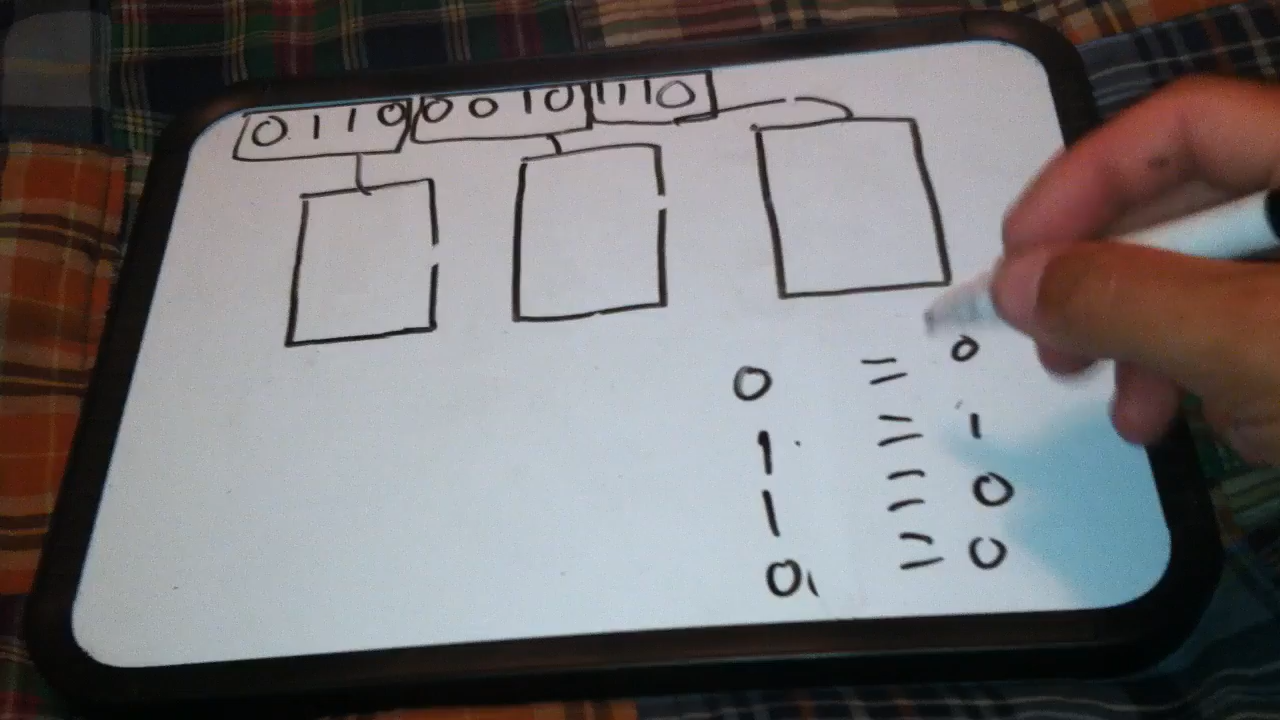 0110 0010 1110
0 = 0
1 = 1
1 = 0
0 = 0